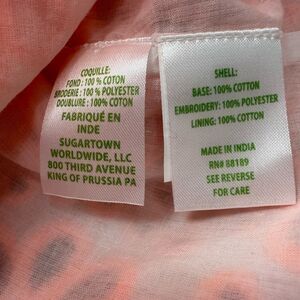 COQUILLE:
FOND: 100 % COTON
BRODERIE: 100 % POLYESTER
DOUBLURE: 100% COTON
FABRIQUÉ EN
INDE
SUGARTOWN
WORLDWIDE, LLC
800 THIRD AVENUE
KING OF PRUSSIA PA
SHELL:
BASE: 100% COTTON
EMBROIDERY: 100% POLYESTER
LINING: 100% COTTON
MADE IN INDIA
RN# 88189
SEE REVERSE
FOR CARE